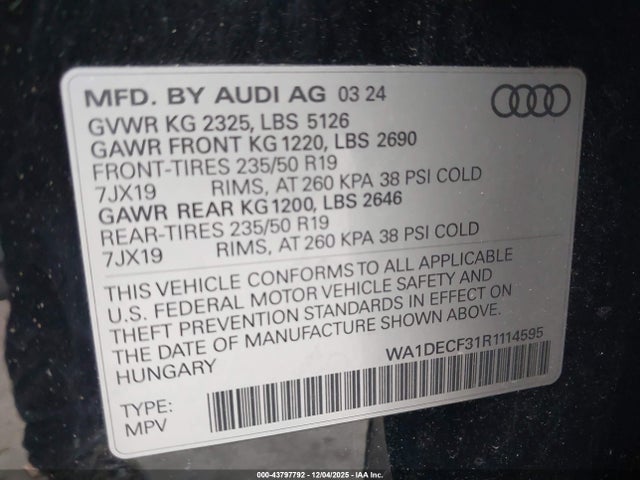 MFD. BY AUDI AG 03 24
GVWR KG 2325, LBS 5126
GAWR FRONT KG 1220, LBS 2690
FRONT-TIRES 235/50 R19
7JX19 RIMS, AT 260 KPA 38 PSI COLD
GAWR REAR KG 1200, LBS 2646
REAR-TIRES 235/50 R19
7JX19 RIMS, AT 260 KPA 38 PSI COLD
THIS VEHICLE CONFORMS TO ALL APPLICABLE
U.S. FEDERAL MOTOR VEHICLE SAFETY AND
THEFT PREVENTION STANDARDS IN EFFECT ON
THE DATE OF MANUFACTURE SHOWN ABOVE.
HUNGARY WA1DECF31R1114595
TYPE:
MPV
000-43797792 - 12/04/2025 - IAA Inc.